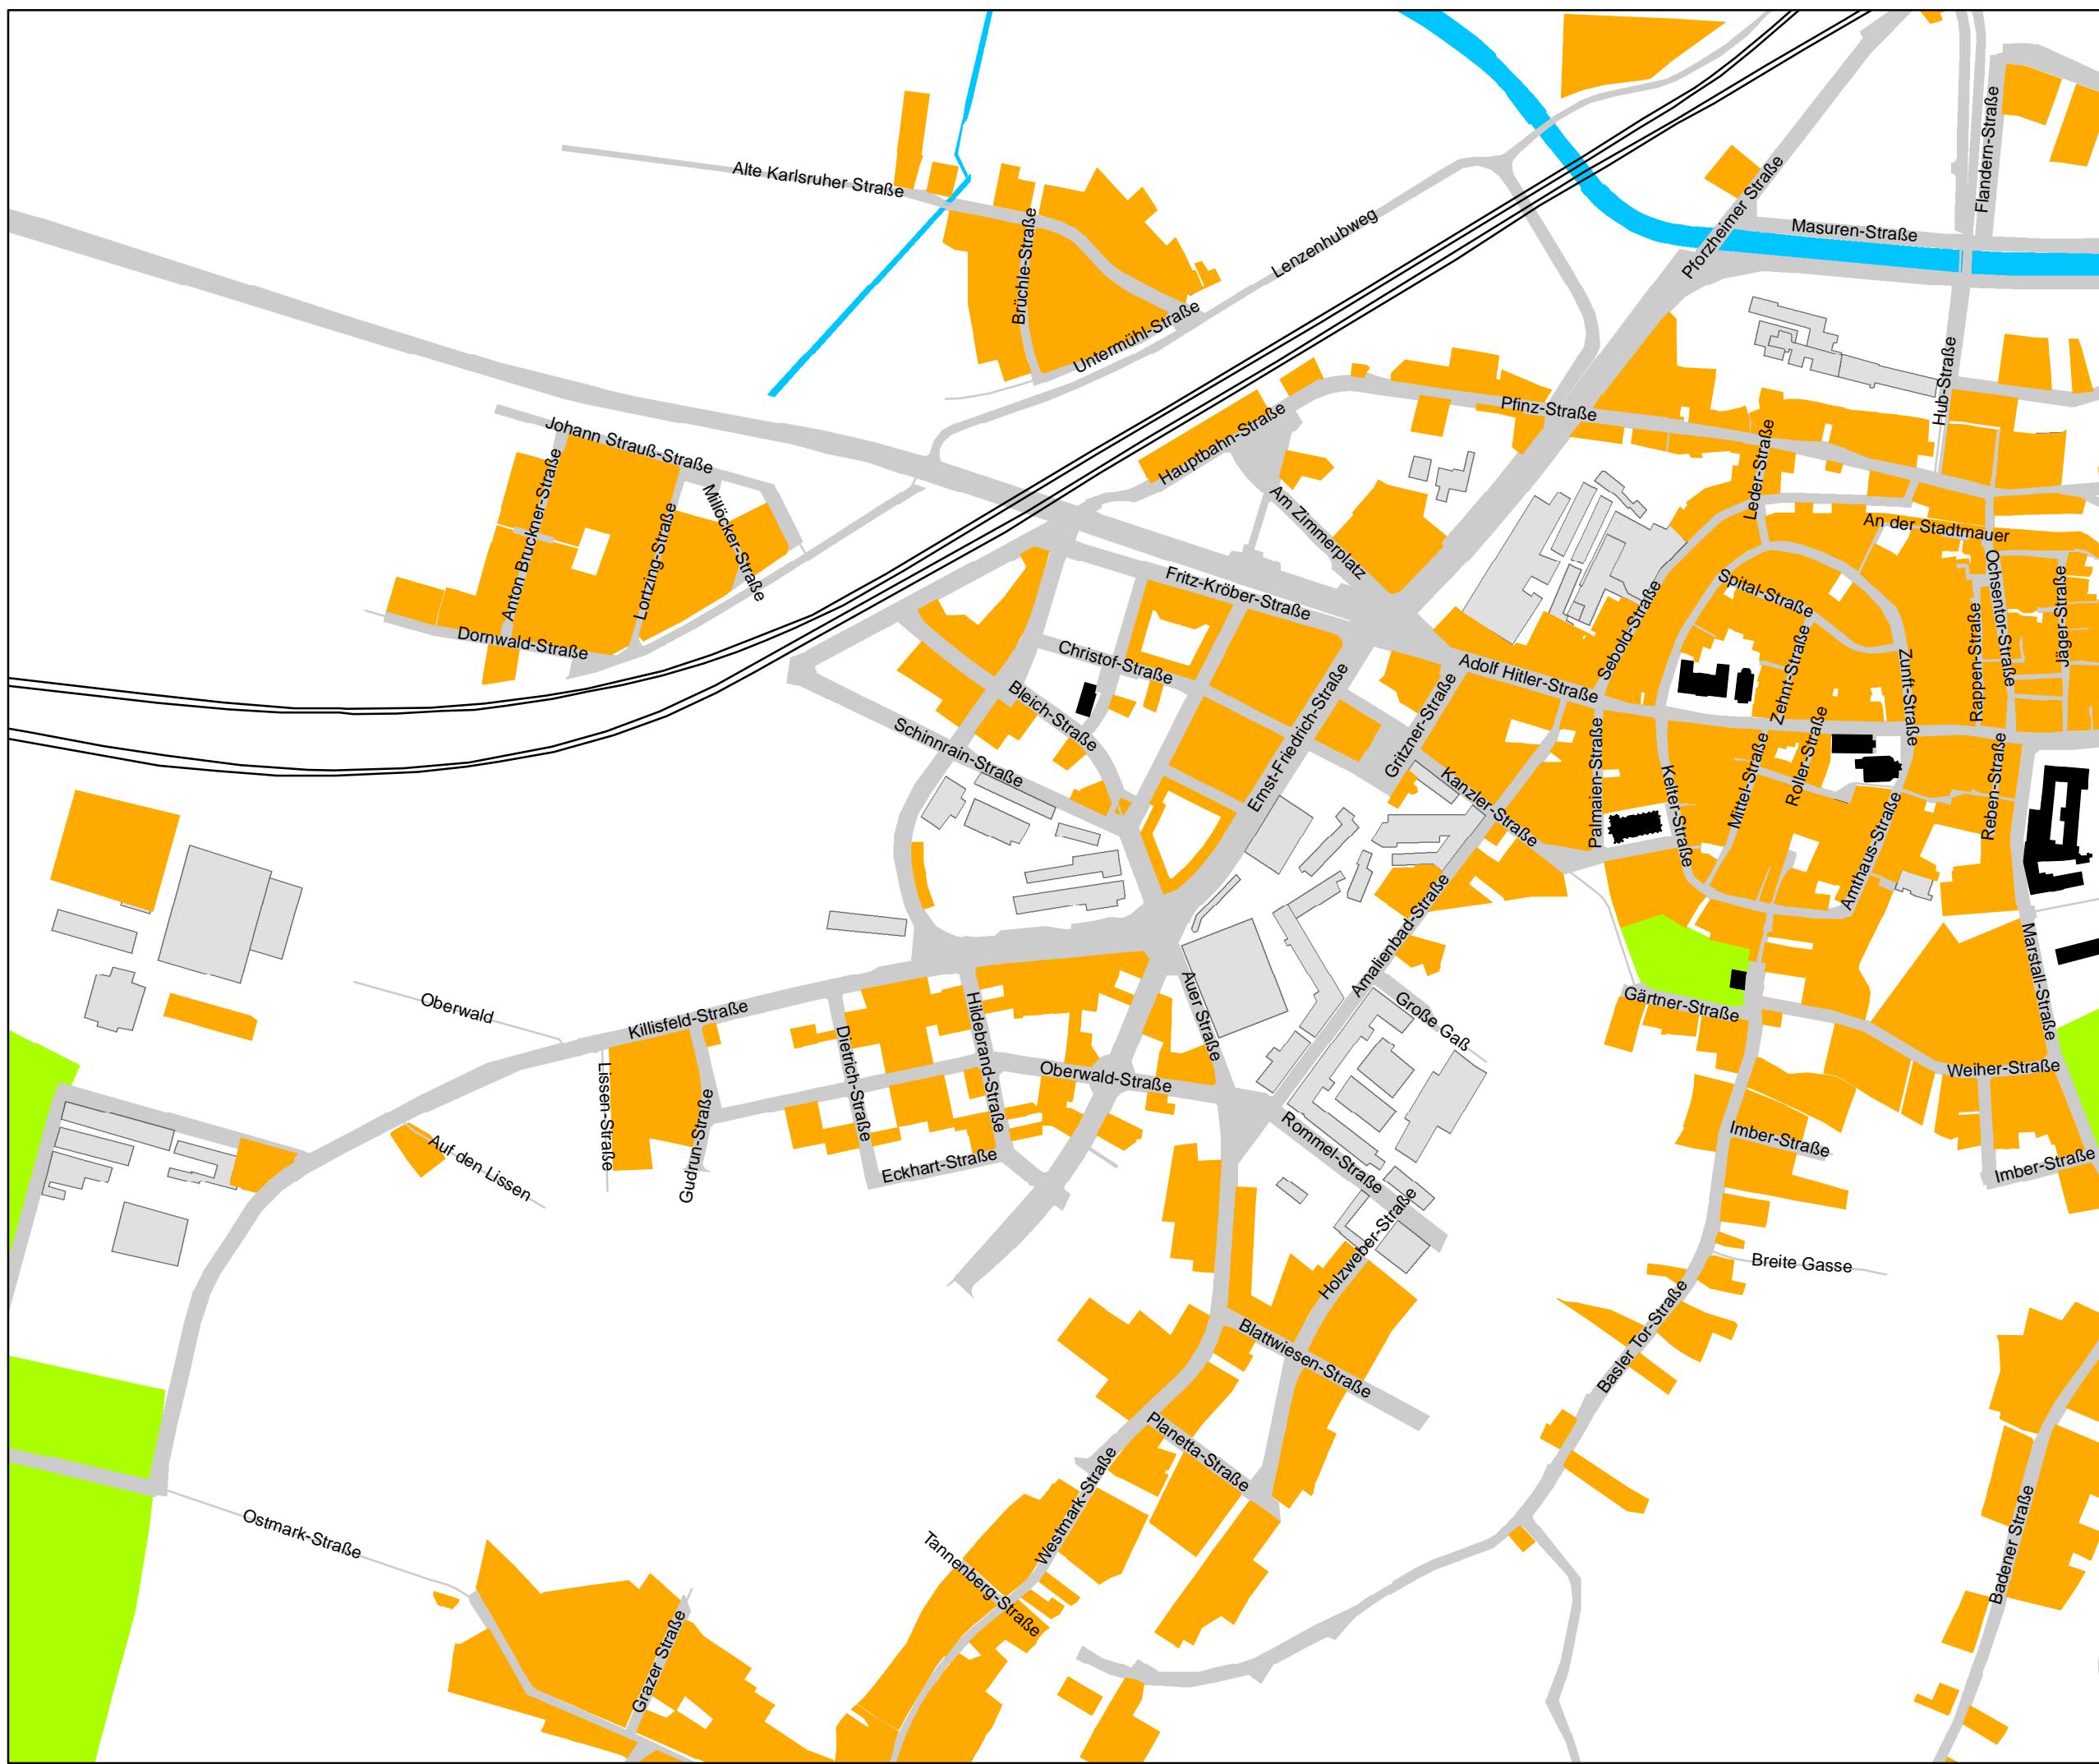 Flandern-Straße
Alte Karlsruher Straße
Pforzheimer Straße
Lenzenhubweg
Masuren-Straße
Brüchle-Straße
Untermühl-Straße
Hub-Straße
Pfinz-Straße
Hauptbahn-Straße
Johann Strauß-Straße
Leder-Straße
Anton Bruckner-Straße
Millöcker-Straße
Lortzing-Straße
Am Zimmerplatz
An der Stadtmauer
Fritz-Kröber-Straße
Spital-Straße
Ochsentor-Straße
Jäger-Straße
Sebold-Straße
Rappen-Straße
Dornwald-Straße
Christof-Straße
Adolf Hitler-Straße
Zehnt-Straße
Zunft-Straße
Bleich-Straße
Ernst-Friedrich-Straße
Gritzner-Straße
Schinnrain-Straße
Kanzler-Straße
Palmaien-Straße
Kelter-Straße
Mittel-Straße
Roller-Straße
Reben-Straße
Amthaus-Straße
Amalienbad-Straße
Marstall-Straße
Oberwald
Killisfeld-Straße
Hildebrand-Straße
Auer Straße
Große Gaß
Gärtner-Straße
Dietrich-Straße
Lissen-Straße
Oberwald-Straße
Weiher-Straße
Gudrun-Straße
Auf den Lissen
Eckhart-Straße
Rommel-Straße
Imber-Straße
Imber-Straße
Holzweber-Straße
Breite Gasse
Blattwiesen-Straße
Basler Tor-Straße
Planetta-Straße
Westmark-Straße
Ostmark-Straße
Tannenberg-Straße
Badener Straße
Grazer Straße